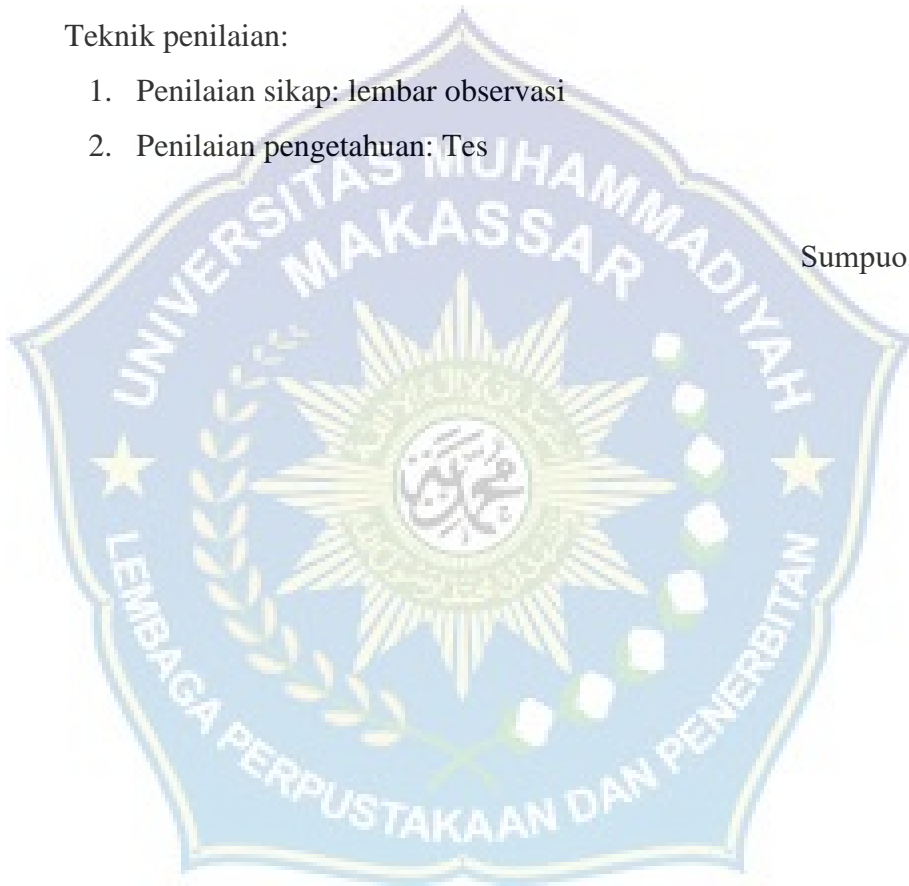 Teknik penilaian:
1. Penilaian sikap: lembar observasi
2. Penilaian pengetahuan: Tes
UNIVERSITAS MUHAMMADIYAH
MAKASSAR
Sumpuo
LEMBAGA PERPUSTAKAAN DAN PENERBITAN